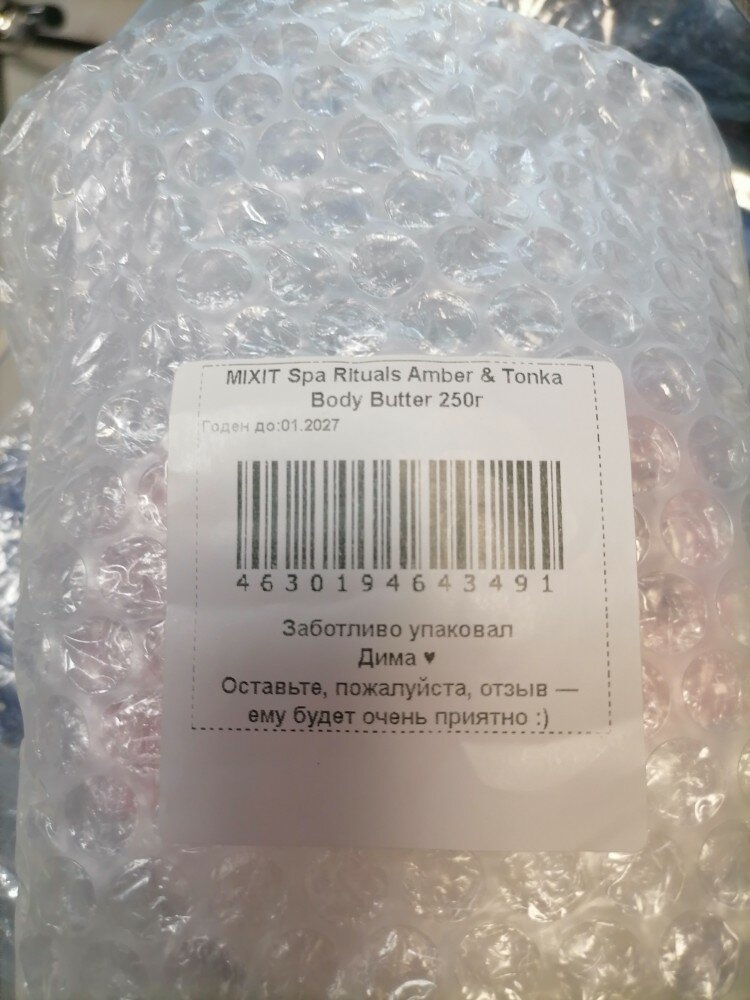 MIXIT Spa Rituals Amber & Tonka
Body Butter 250г
Годен до:01.2027
4630194643491
Заботливо упаковал
Дима ♥
Оставьте, пожалуйста, отзыв —
ему будет очень приятно :)